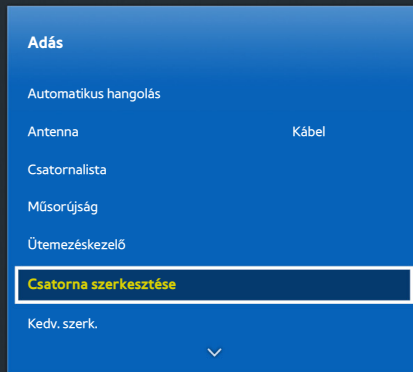 Adás
Automatikus hangolás
Antenna Kábel
Csatornalista
Műsorújság
Ütemezéskezelő
Csatorna szerkesztése
Kedv. szerk.